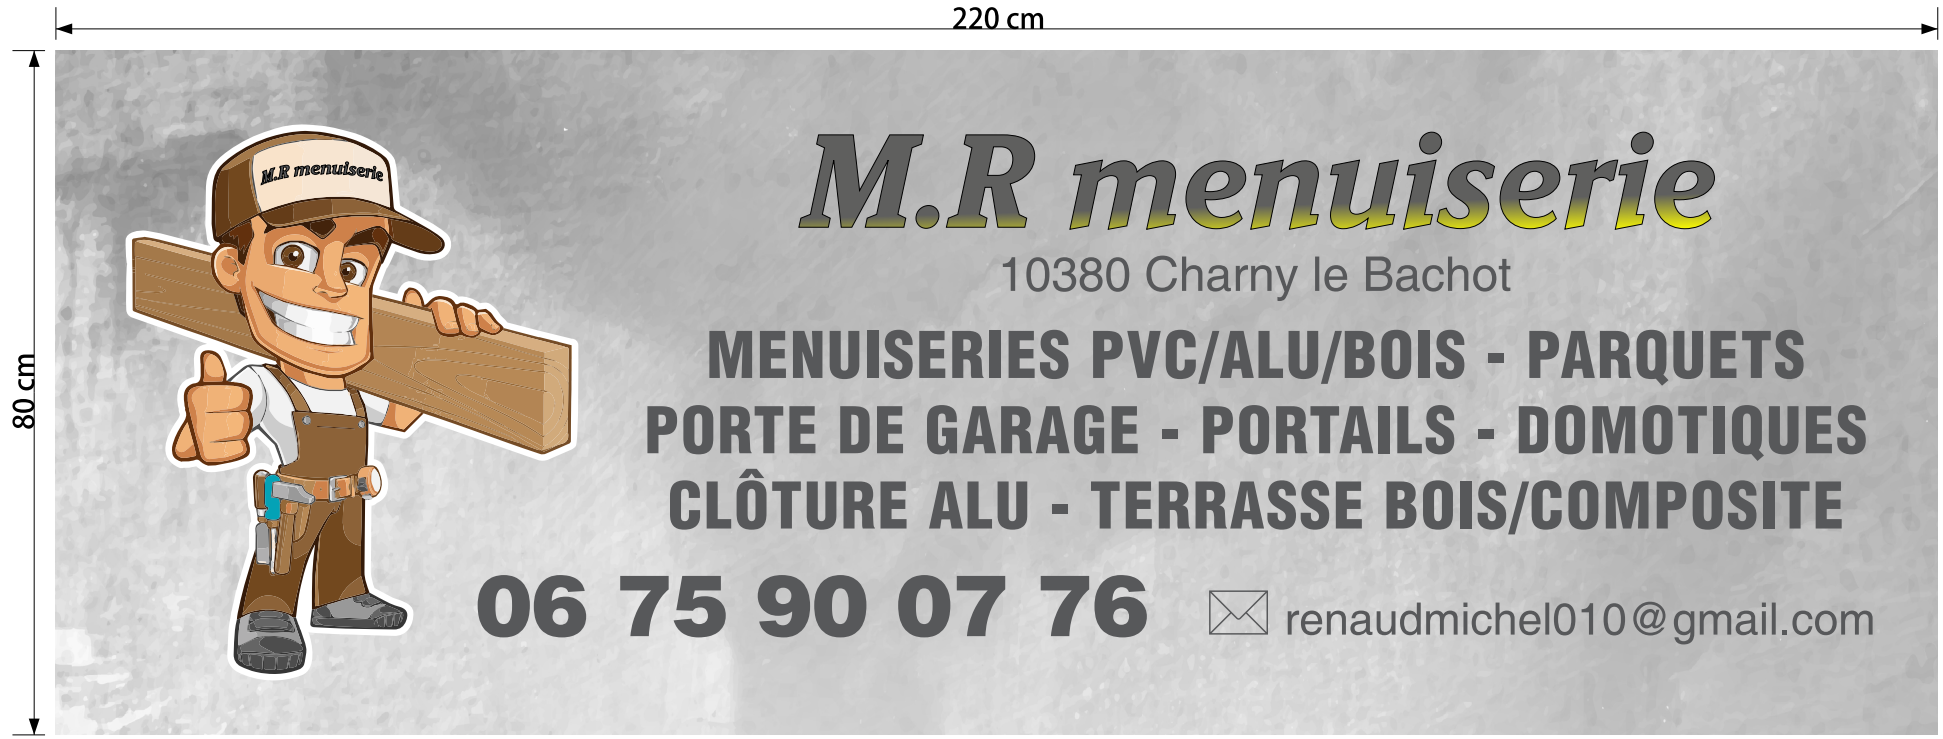 220 cm
80 cm
M.R menuiserie
M.R menuiserie
10380 Charny le Bachot
MENUISERIES PVC/ALU/BOIS - PARQUETS
PORTE DE GARAGE - PORTAILS - DOMOTIQUES
CLÔTURE ALU - TERRASSE BOIS/COMPOSITE
06 75 90 07 76
renaudmichel010@gmail.com